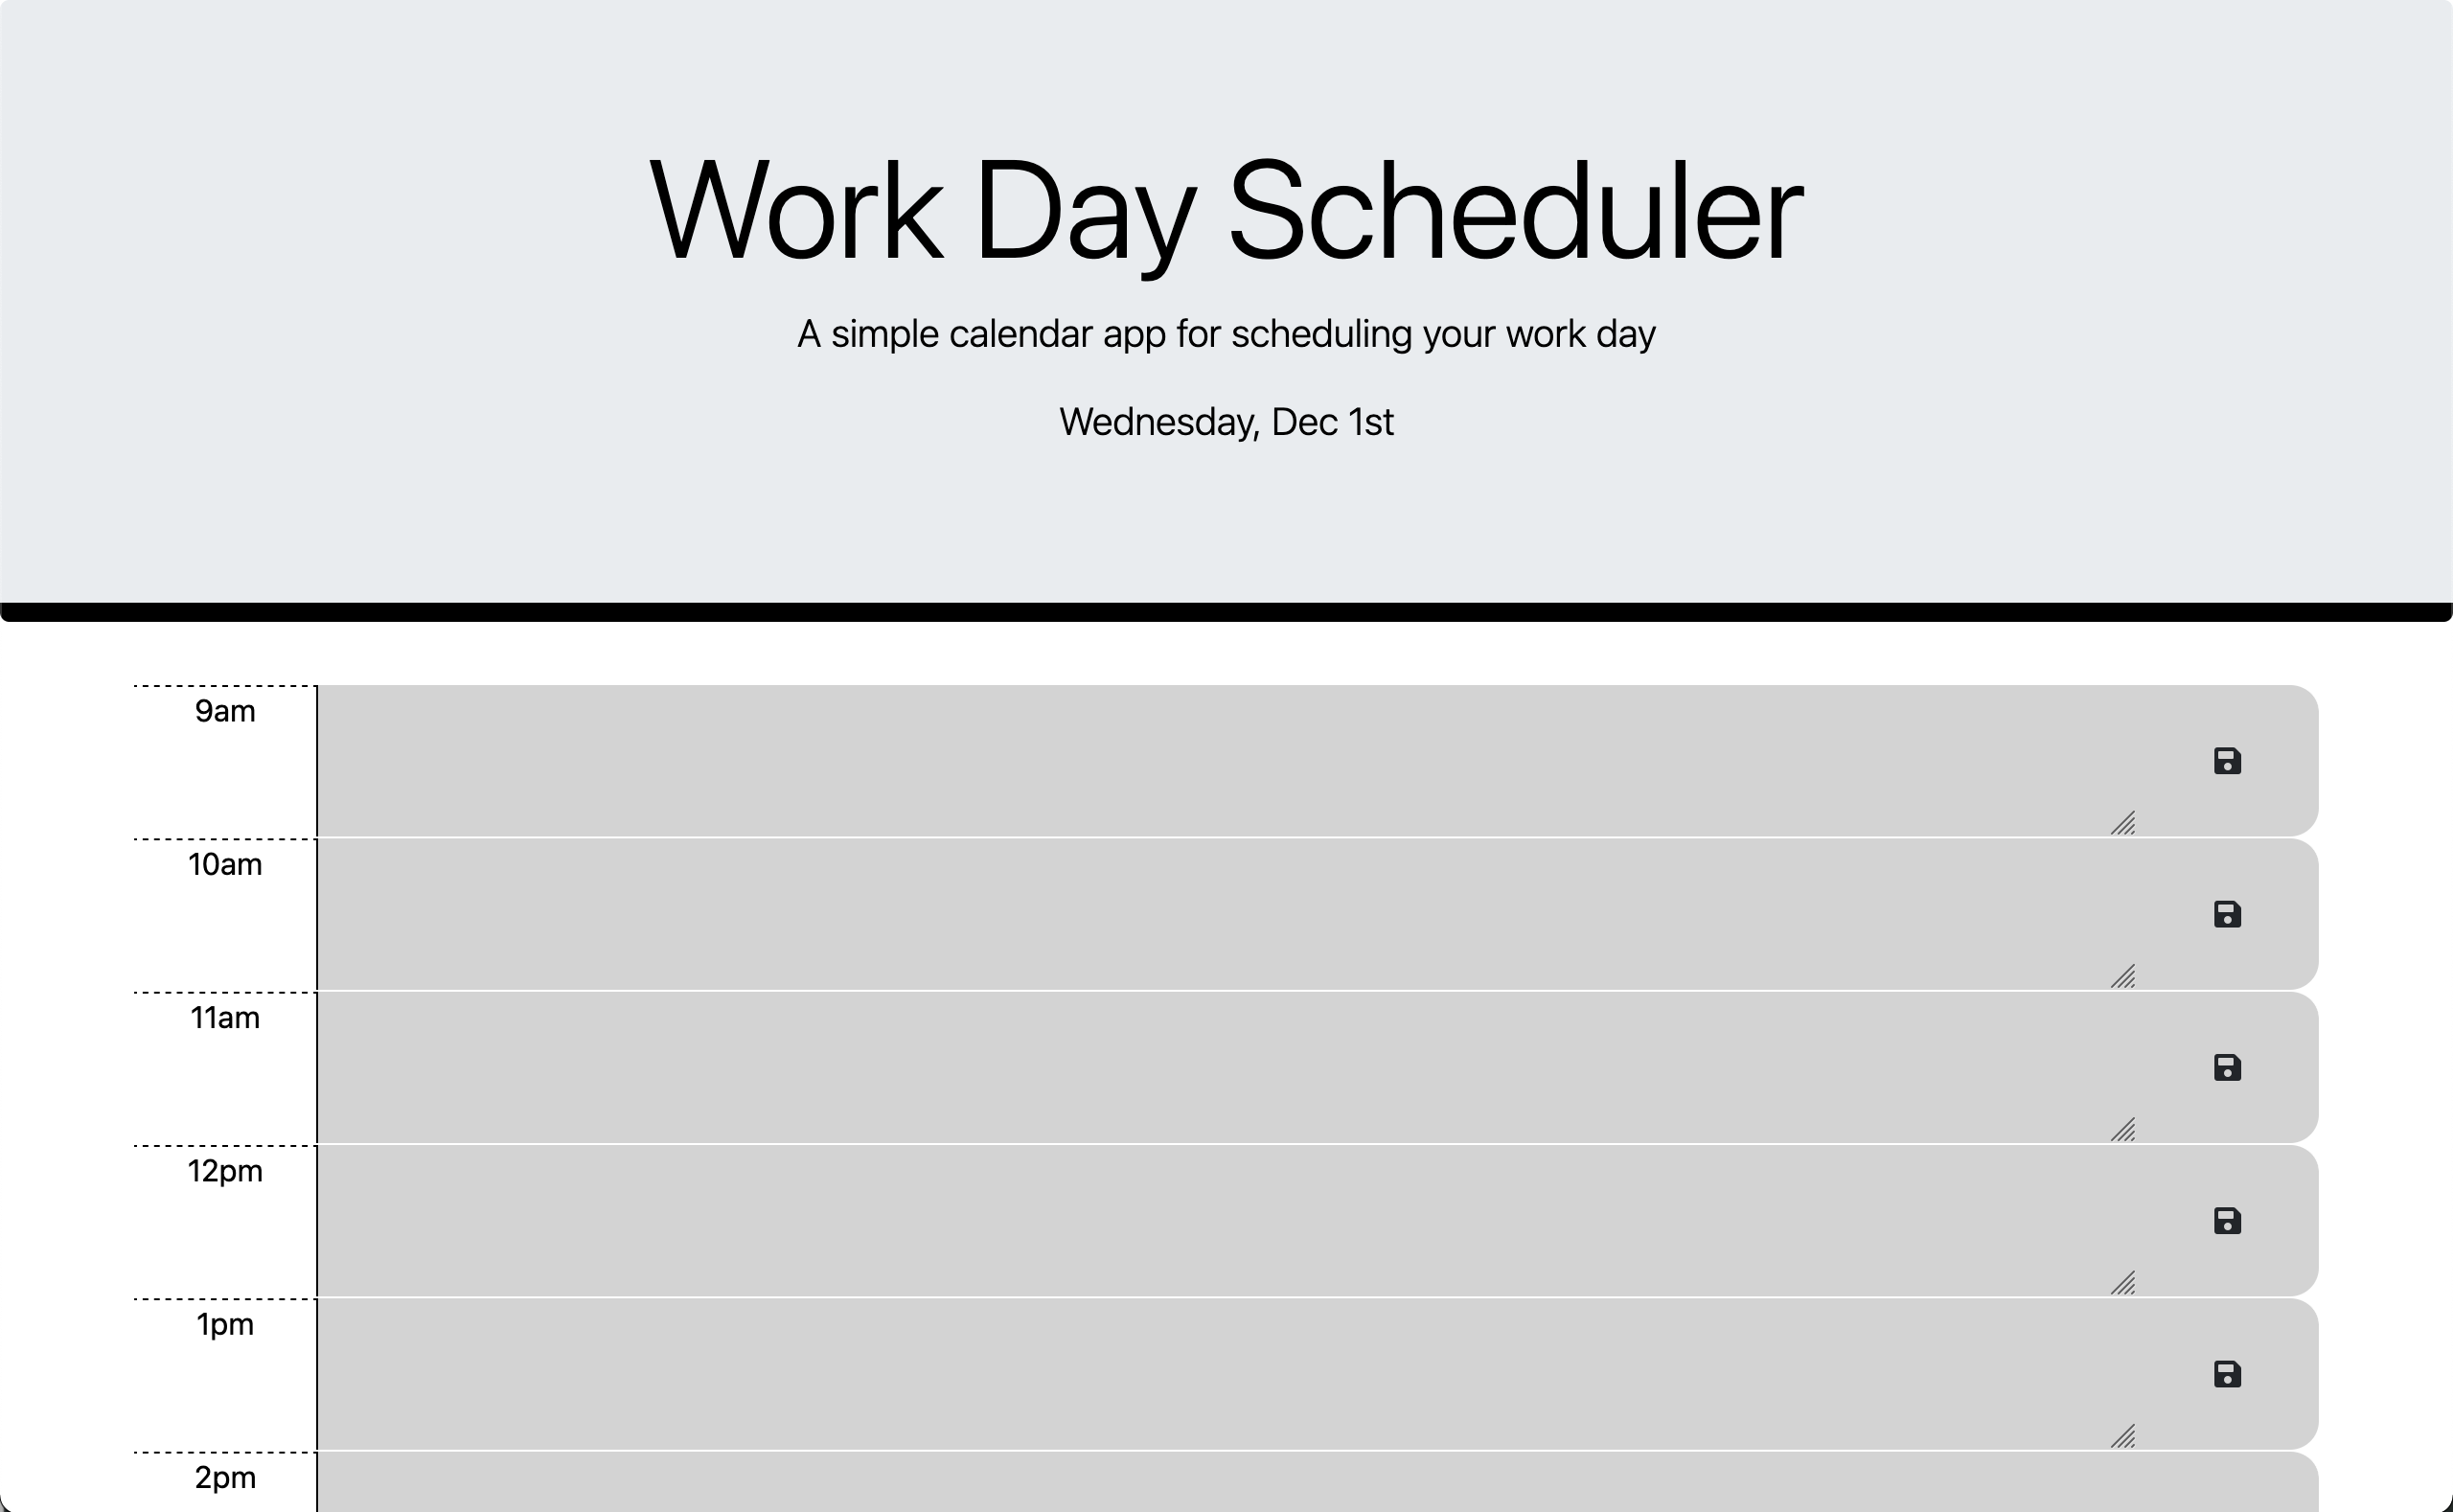 Work Day Scheduler
A simple calendar app for scheduling your work day
Wednesday, Dec 1st
9am
10am
11am
12pm
1pm
2pm